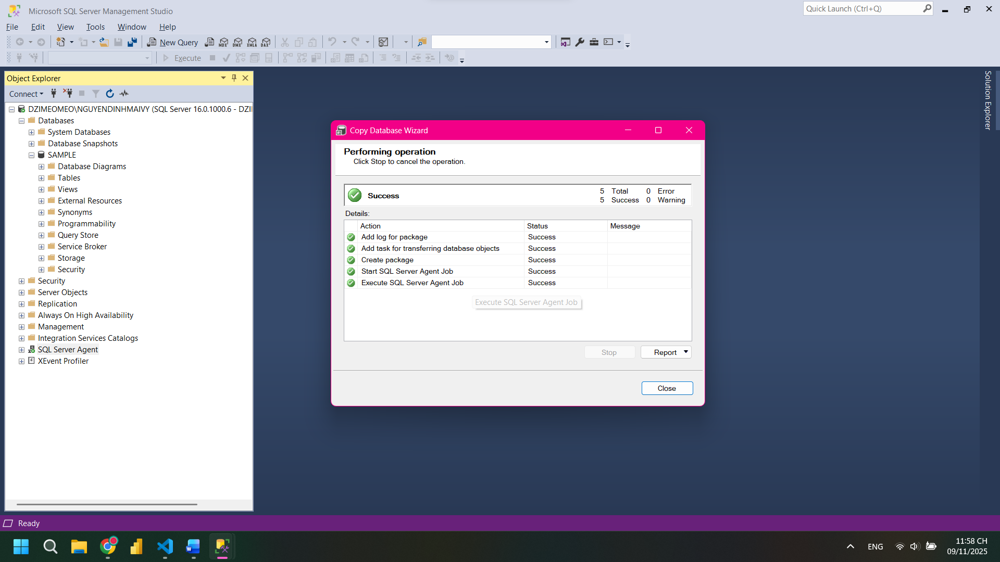 Microsoft SQL Server Management Studio
Quick Launch (Ctrl+Q)
File Edit View Tools Window Help
New Query MDX DMX XMLA DAX
Execute
Object Explorer
Connect
DZIMEOMEO\NGUYENDINHMAIVY (SQL Server 16.0.1000.6 - DZI
Databases
System Databases
Database Snapshots
SAMPLE
Database Diagrams
Tables
Views
External Resources
Synonyms
Programmability
Query Store
Service Broker
Storage
Security
Security
Server Objects
Replication
Always On High Availability
Management
Integration Services Catalogs
SQL Server Agent
XEvent Profiler
Copy Database Wizard
Performing operation
Click Stop to cancel the operation.
Success
5 Total 0 Error
5 Success 0 Warning
Details:
Action Status Message
Add log for package Success
Add task for transferring database objects Success
Create package Success
Start SQL Server Agent Job Success
Execute SQL Server Agent Job Success
Execute SQL Server Agent Job
Stop Report
Close
Solution Explorer
Ready
ENG
11:58 CH
09/11/2025